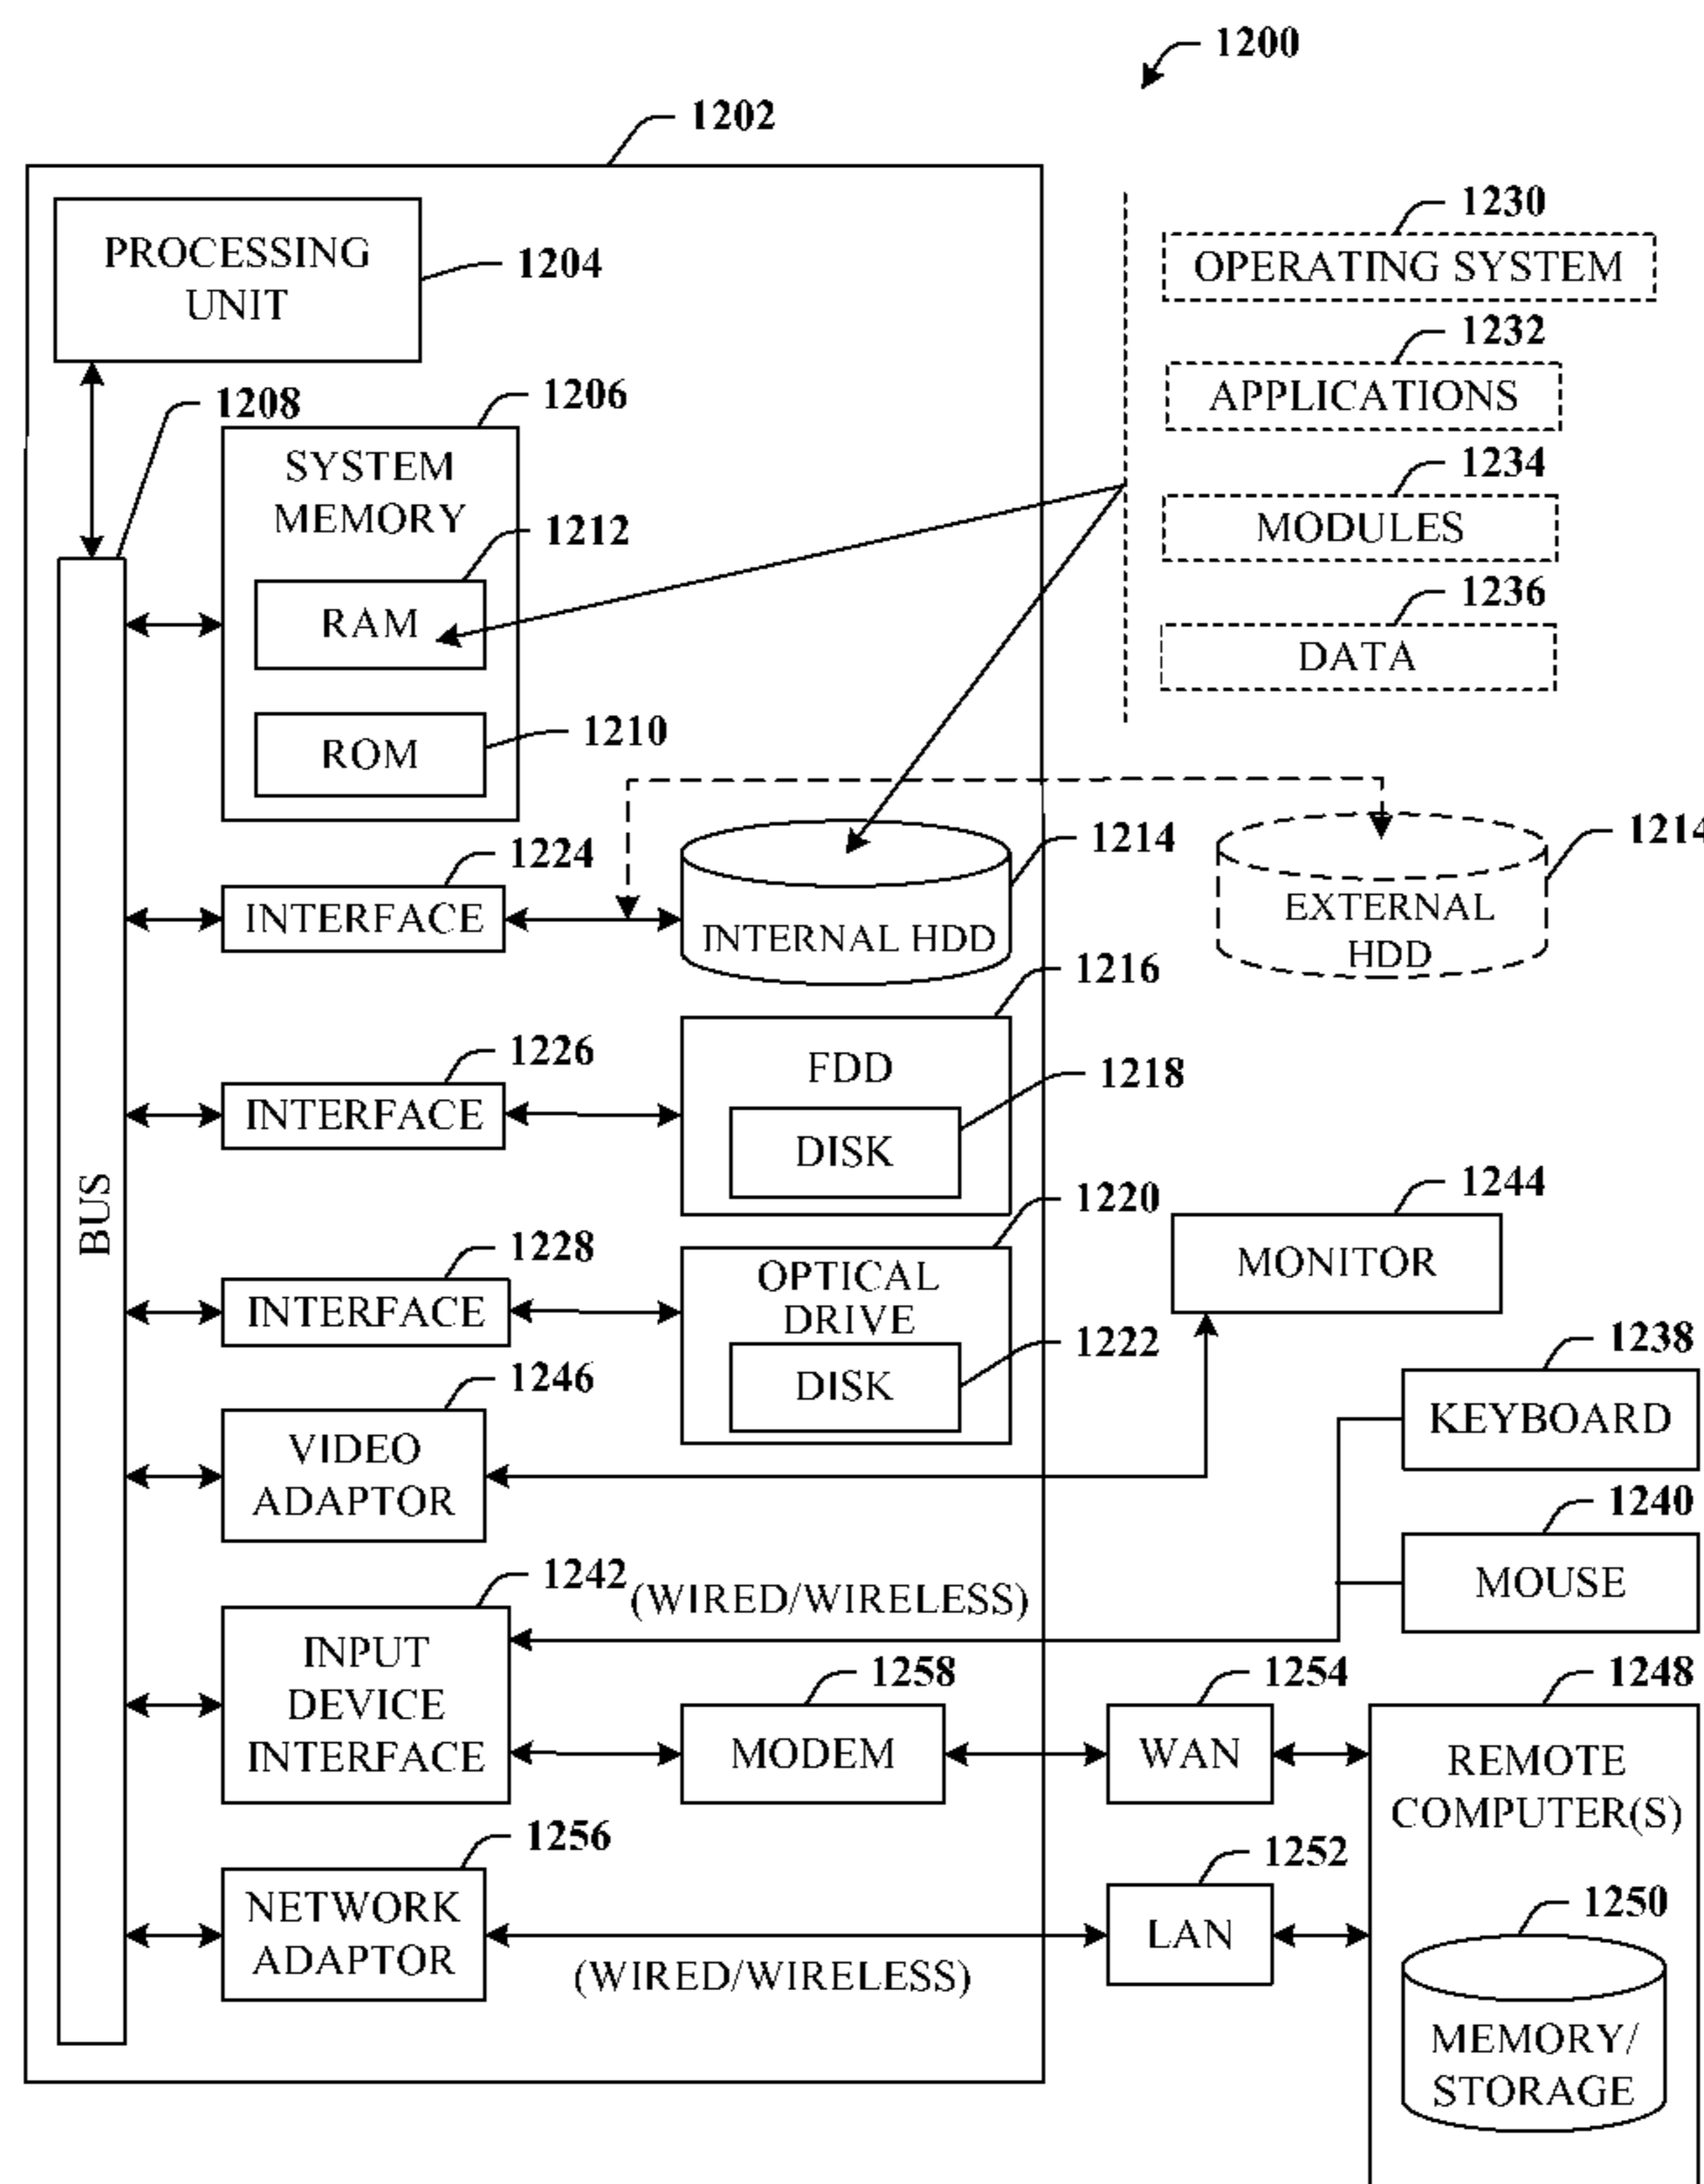 1200
1202
PROCESSING
UNIT
1204
1230
OPERATING SYSTEM
1232
APPLICATIONS
1234
MODULES
1236
DATA
1208
1206
SYSTEM
MEMORY
1212
RAM
1210
ROM
1224
INTERFACE
1214
INTERNAL HDD
1214
EXTERNAL
HDD
1226
INTERFACE
1216
FDD
1218
DISK
BUS
1228
INTERFACE
1220
OPTICAL
DRIVE
1222
DISK
1244
MONITOR
1246
VIDEO
ADAPTOR
1238
KEYBOARD
1240
MOUSE
1242
(WIRED/WIRELESS)
INPUT
DEVICE
INTERFACE
1258
MODEM
1254
WAN
1248
REMOTE
COMPUTER(S)
1256
NETWORK
ADAPTOR
(WIRED/WIRELESS)
1252
LAN
1250
MEMORY/
STORAGE